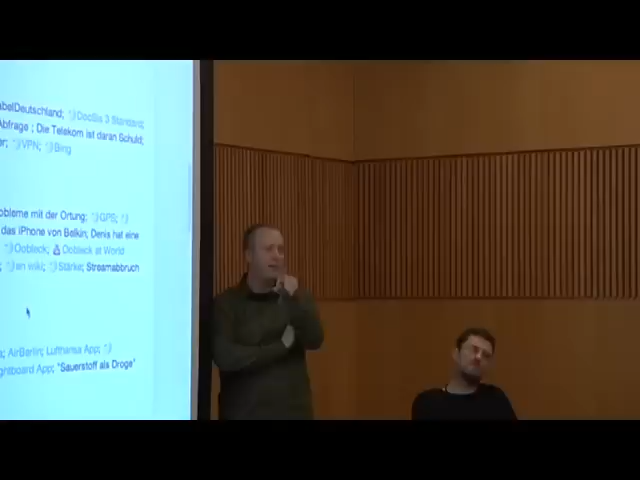 abelDeutschland; DocSis 3 Standard;
Abfrage ; Die Telekom ist daran Schuld;
VPN; Bing
obleme mit der Ortung; GPS;
das iPhone von Belkin, Denis hat eine
Oobleck; Oobleck at World
en wiki; Stärke; Streamabbruch
AirBerlin; Lufthansa App;
ghtboard App; "Sauerstoff als Droge"